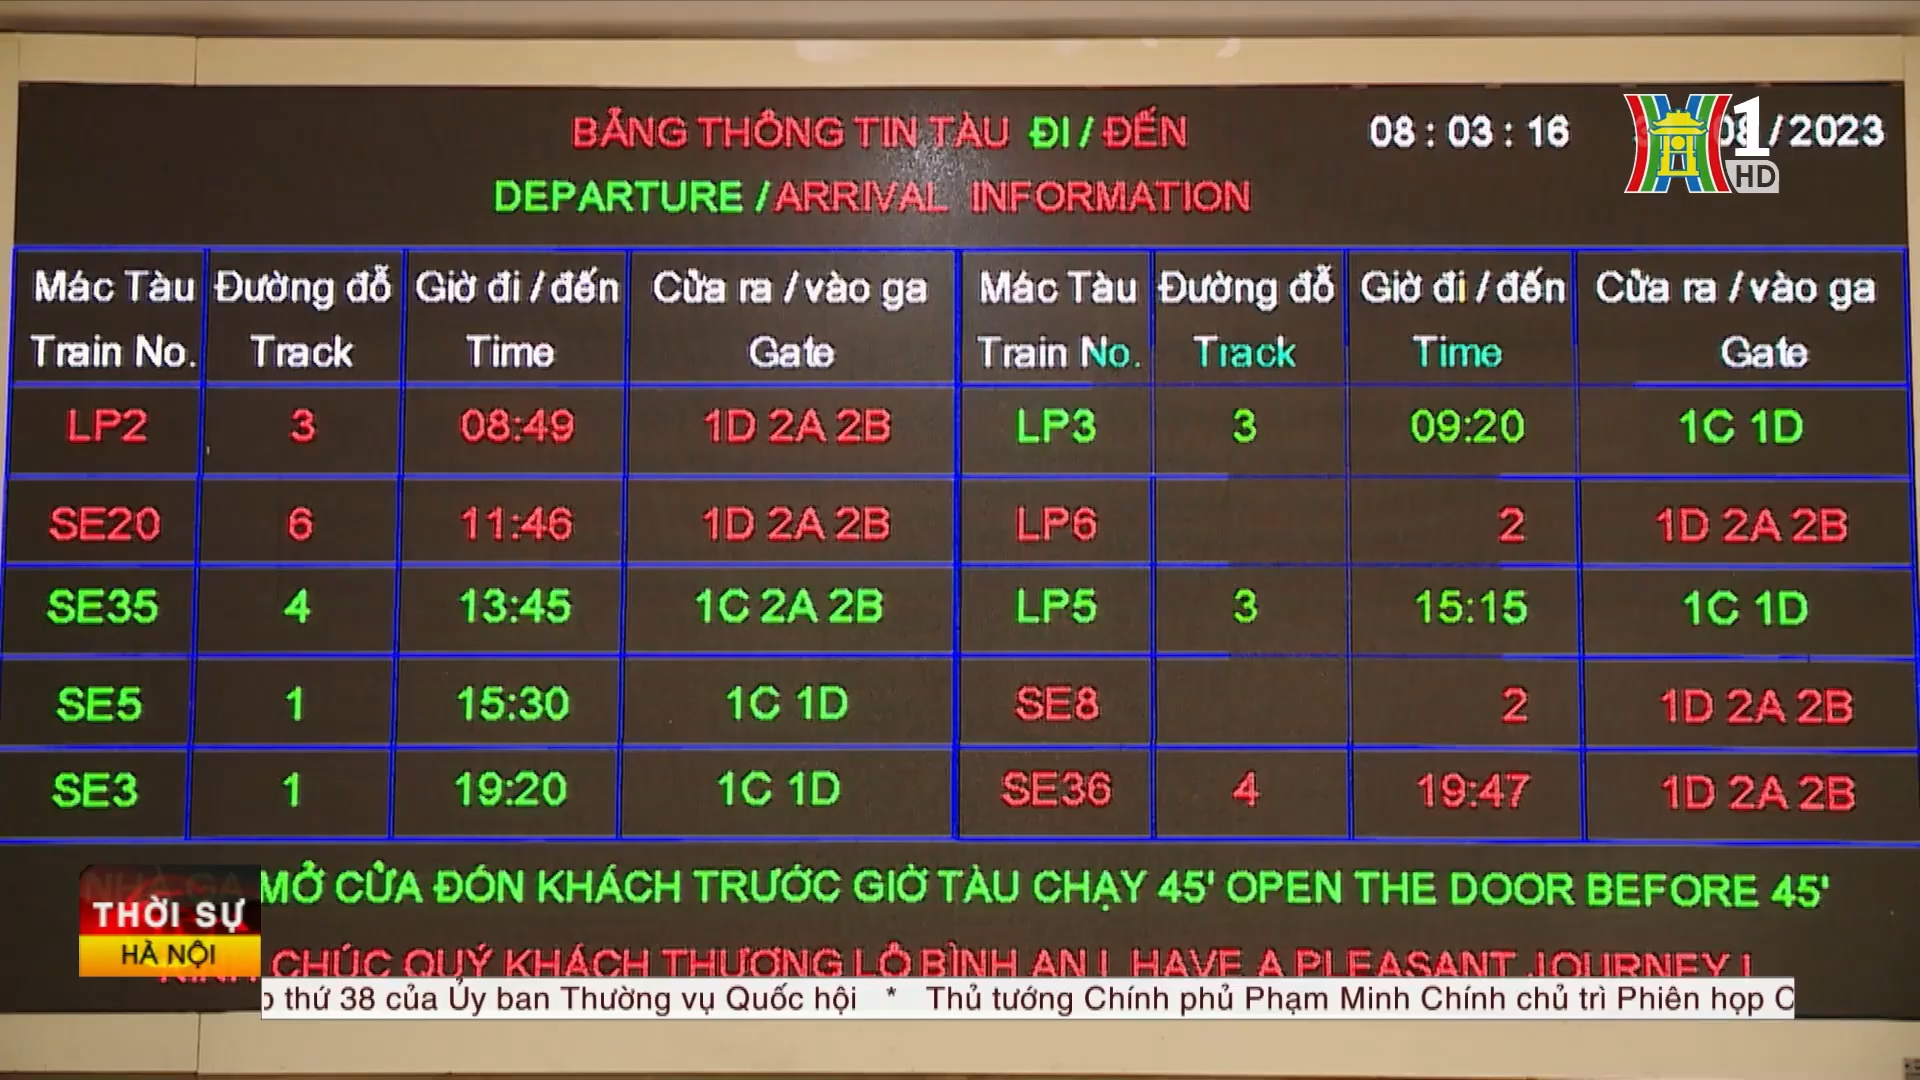 BẢNG THÔNG TIN TÀU ĐI / ĐẾN 08 : 03 : 16 /2023
1
HD
DEPARTURE / ARRIVAL INFORMATION
Mác Tàu Đường đỗ Giờ đi / đến Cửa ra / vào ga Mác Tàu Đường đỗ Giờ đi / đến Cửa ra / vào ga
Train No. Track Time Gate Train No. Track Time Gate
LP2 3 08:49 1D 2A 2B LP3 3 09:20 1C 1D
SE20 6 11:46 1D 2A 2B LP6 2 1D 2A 2B
SE35 4 13:45 1C 2A 2B LP5 3 15:15 1C 1D
SE5 1 15:30 1C 1D SE8 2 1D 2A 2B
SE3 1 19:20 1C 1D SE36 4 19:47 1D 2A 2B
NHÀ GA MỞ CỬA ĐÓN KHÁCH TRƯỚC GIỜ TÀU CHẠY 45' OPEN THE DOOR BEFORE 45'
THỜI SỰ
HÀ NỘI
CHÚC QUÝ KHÁCH THƯỢNG LỘ BÌNH AN ! HAVE A PLEASANT JOURNEY !
thứ 38 của Ủy ban Thường vụ Quốc hội * Thủ tướng Chính phủ Phạm Minh Chính chủ trì Phiên họp C